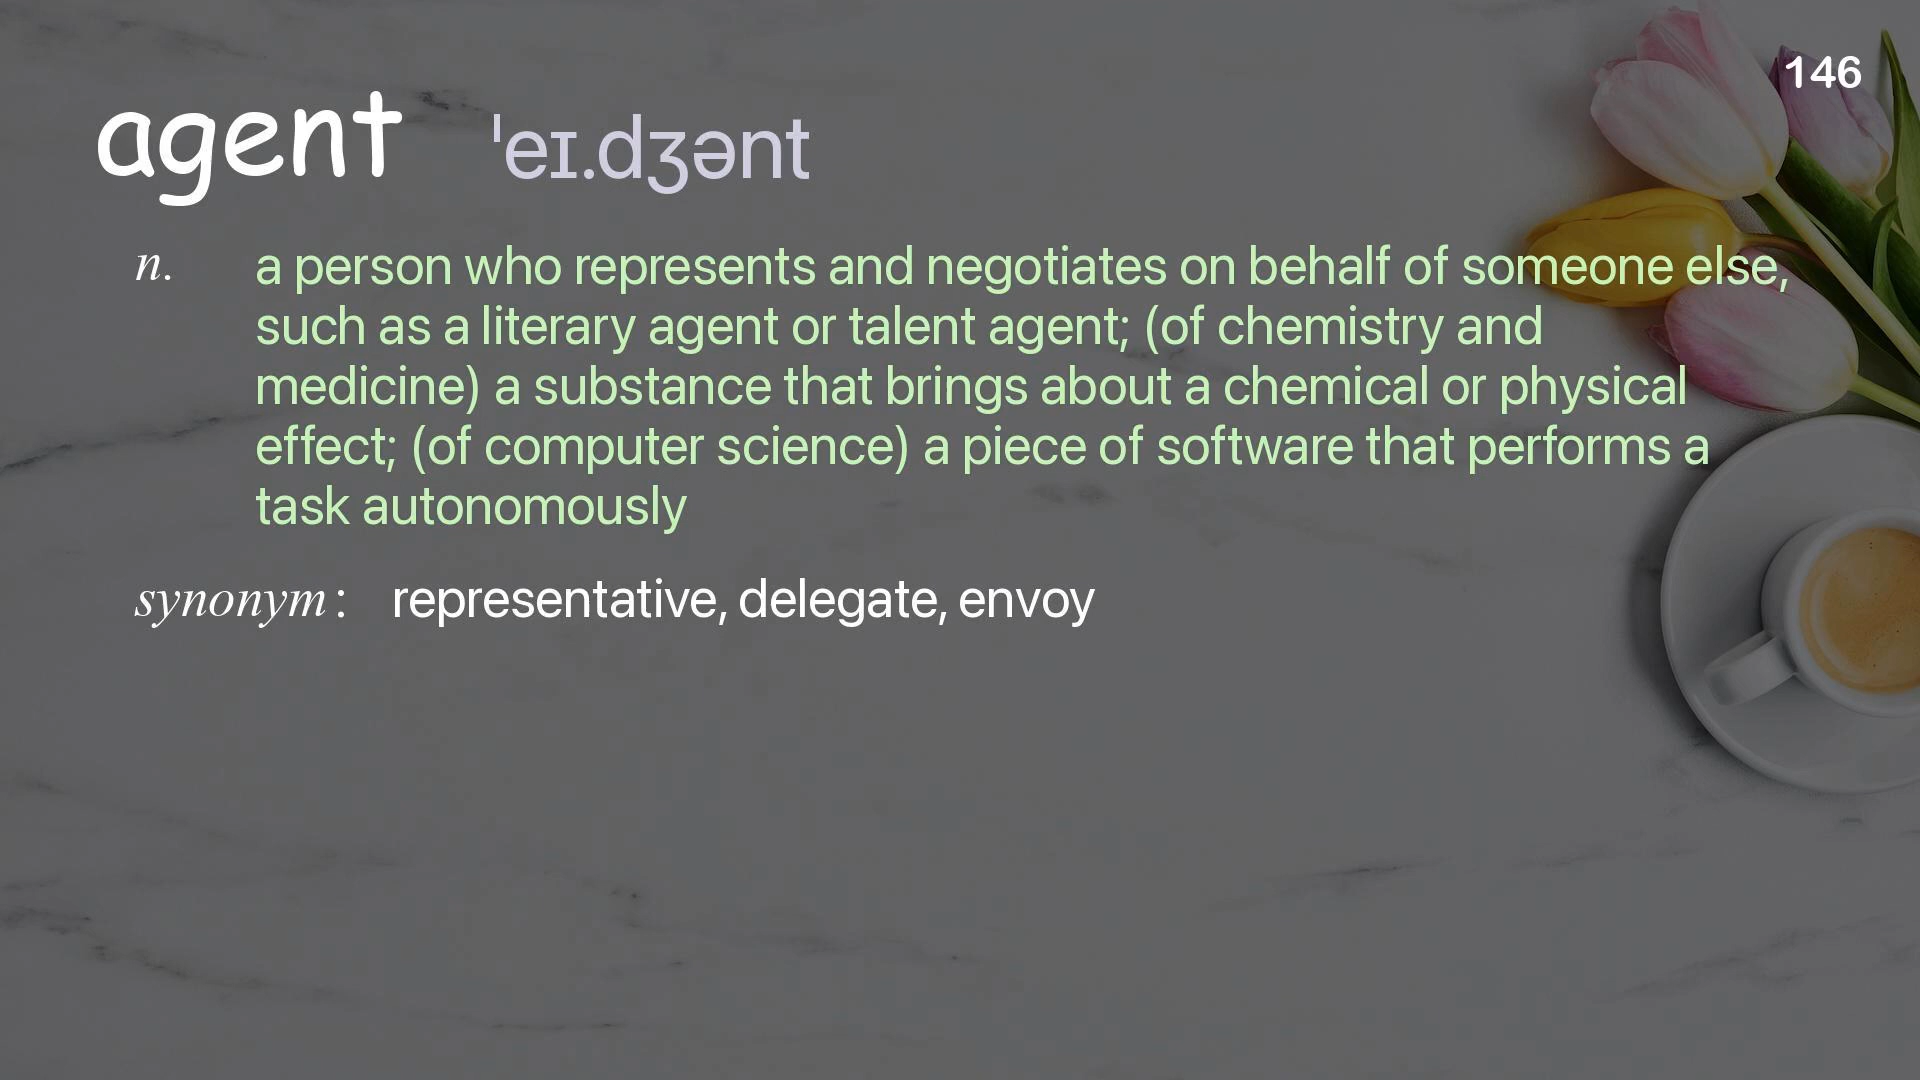 146
agent ˈeɪ.dʒənt
n. a person who represents and negotiates on behalf of someone else,
such as a literary agent or talent agent; (of chemistry and
medicine) a substance that brings about a chemical or physical
effect; (of computer science) a piece of software that performs a
task autonomously
synonym : representative, delegate, envoy